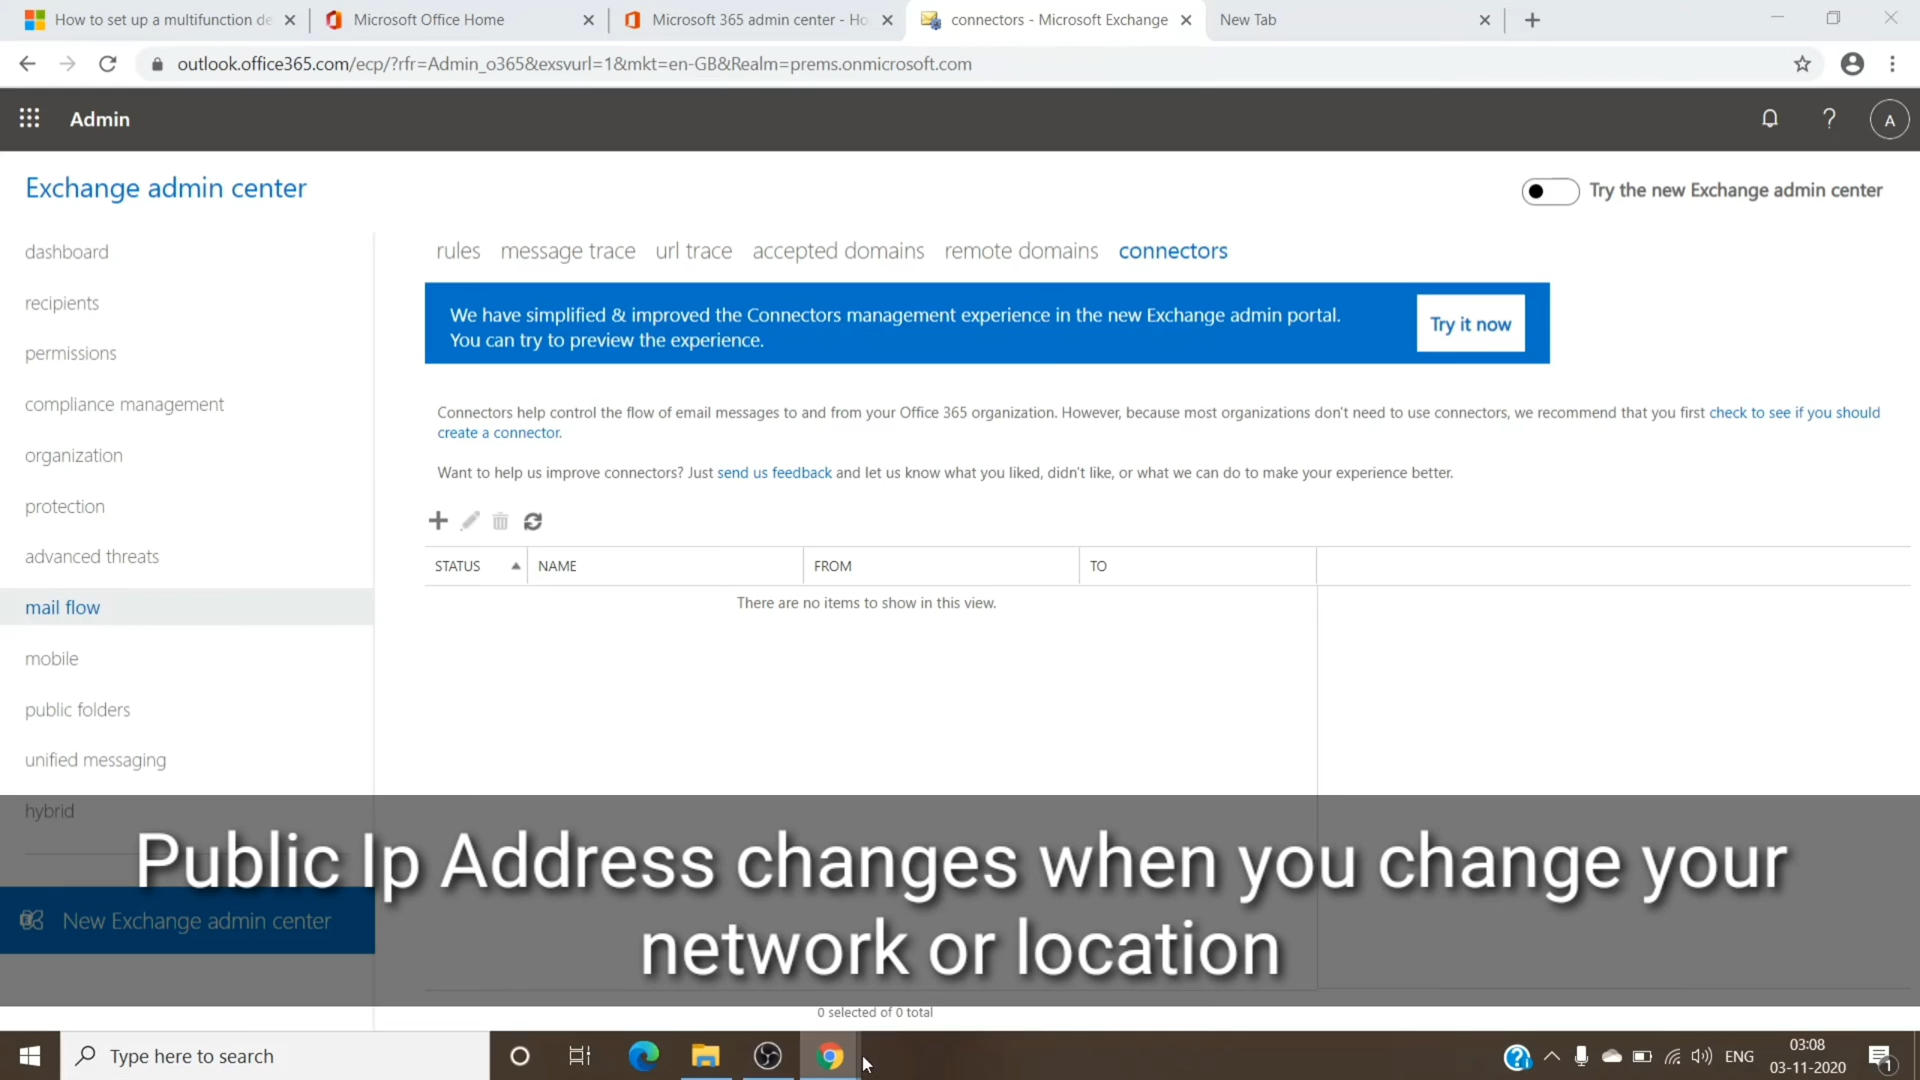 How to set up a multifunction de
Microsoft Office Home
Microsoft 365 admin center - Ho
connectors - Microsoft Exchange
New Tab
outlook.office365.com/ecp/?rfr=Admin_o365&exsvurl=1&mkt=en-GB&Realm=prems.onmicrosoft.com
Admin
?
A
Exchange admin center
Try the new Exchange admin center
dashboard
recipients
permissions
compliance management
organization
protection
advanced threats
mail flow
mobile
public folders
unified messaging
hybrid
New Exchange admin center
rules message trace url trace accepted domains remote domains connectors
We have simplified & improved the Connectors management experience in the new Exchange admin portal.
You can try to preview the experience.
Try it now
Connectors help control the flow of email messages to and from your Office 365 organization. However, because most organizations don't need to use connectors, we recommend that you first check to see if you should
create a connector.
Want to help us improve connectors? Just send us feedback and let us know what you liked, didn't like, or what we can do to make your experience better.
STATUS NAME FROM TO
There are no items to show in this view.
Public Ip Address changes when you change your
network or location
0 selected of 0 total
Type here to search
ENG
03:08
03-11-2020
1